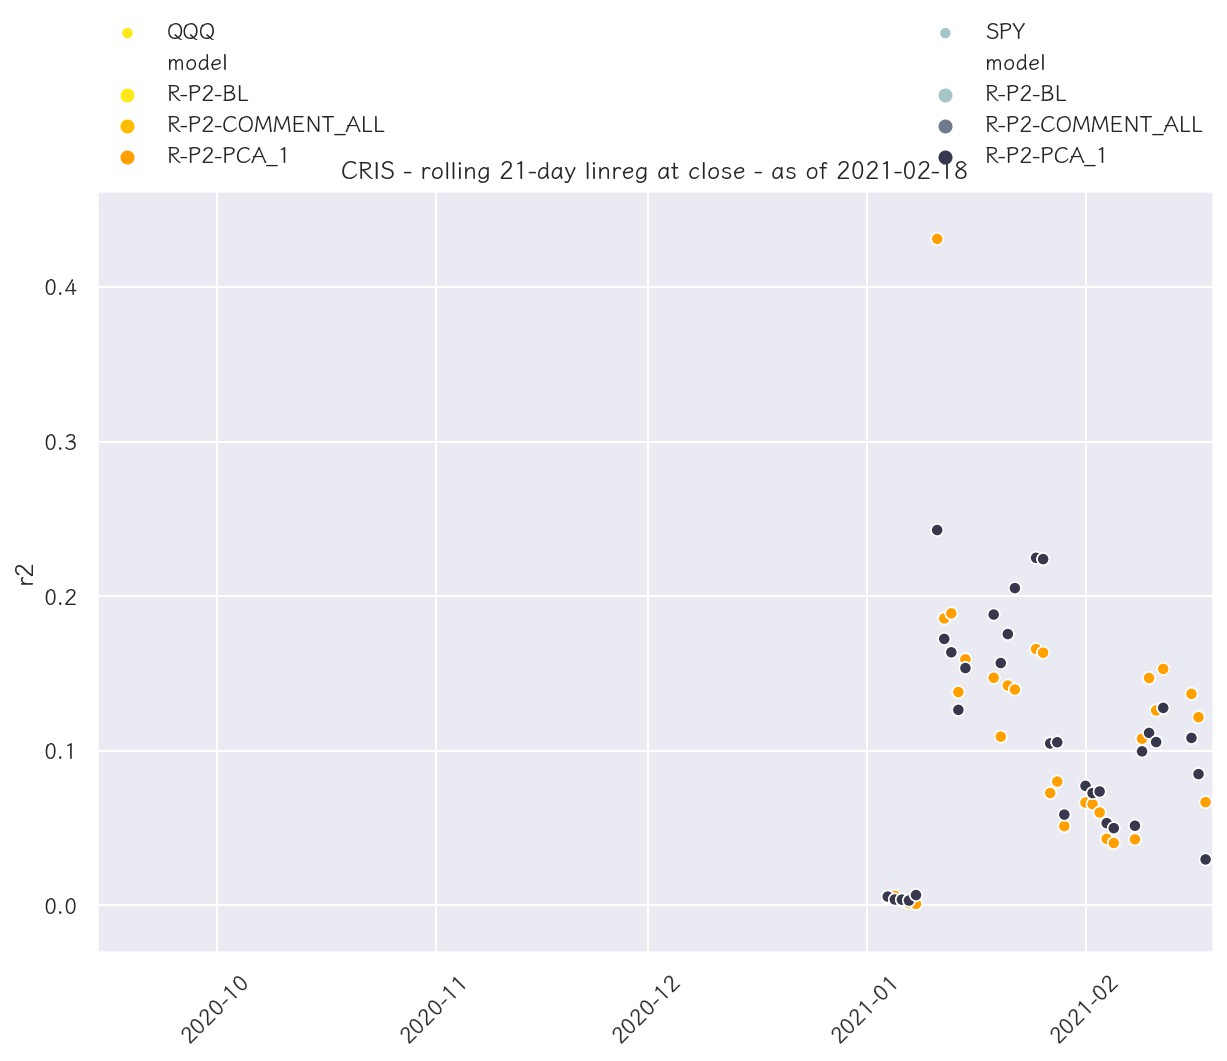 QQQ
model
R-P2-BL
R-P2-COMMENT_ALL
R-P2-PCA_1
SPY
model
R-P2-BL
R-P2-COMMENT_ALL
R-P2-PCA_1
CRIS - rolling 21-day linreg at close - as of 2021-02-18
r2
0.4
0.3
0.2
0.1
0.0
2020-10
2020-11
2020-12
2021-01
2021-02